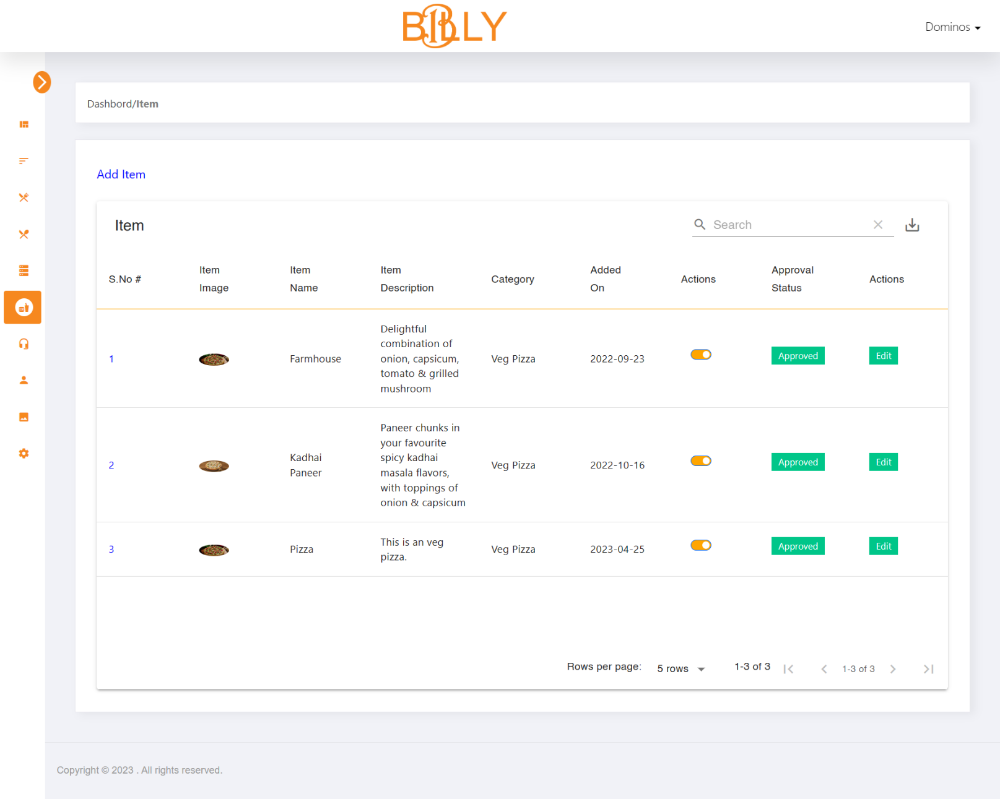 BILLY
Dominos
Dashbord/Item
Add Item
Item
Search
S.No #
Item
Image
Item
Name
Item
Description
Category
Added
On
Actions
Approval
Status
Actions
1
Farmhouse
Delightful
combination of
onion, capsicum,
tomato & grilled
mushroom
Veg Pizza
2022-09-23
Approved
Edit
2
Kadhai
Paneer
Paneer chunks in
your favourite
spicy kadhai
masala flavors,
with toppings of
onion & capsicum
Veg Pizza
2022-10-16
Approved
Edit
3
Pizza
This is an veg
pizza.
Veg Pizza
2023-04-25
Approved
Edit
Rows per page:
5 rows
1-3 of 3
1-3 of 3
Copyright © 2023 . All rights reserved.